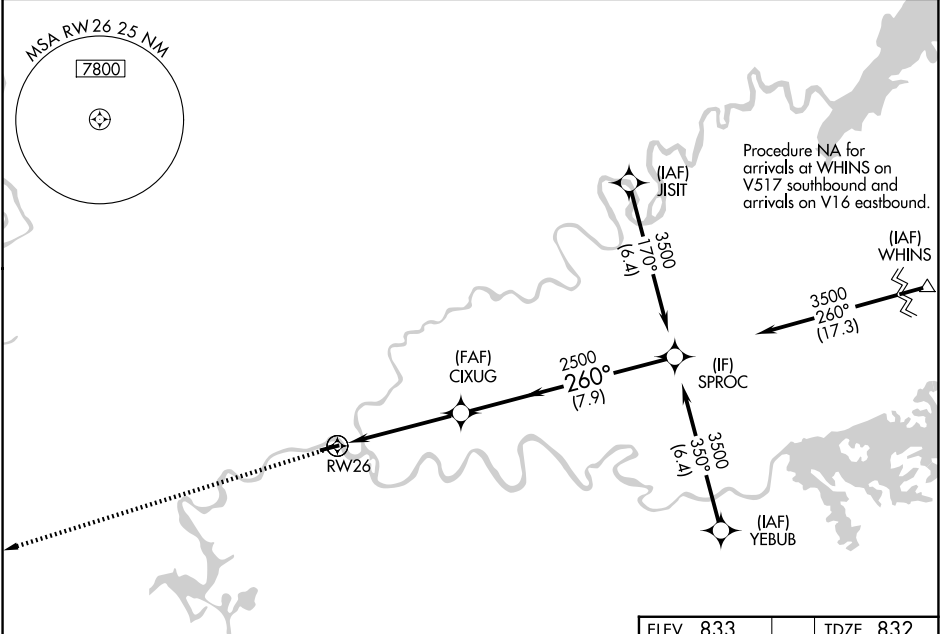 MSA RW 26 25 NM
7800
Procedure NA for
arrivals at WHINS on
V517 southbound and
arrivals on V16 eastbound.
(IAF)
JISIT
3500
170°
(6.4)
(IAF)
WHINS
3500
260°
(17.3)
(FAF)
CIXUG
2500
260°
(7.9)
(IF)
SPROC
RW26
3500
350°
(6.4)
(IAF)
YEBUB
ELEV 833
TDZE 832